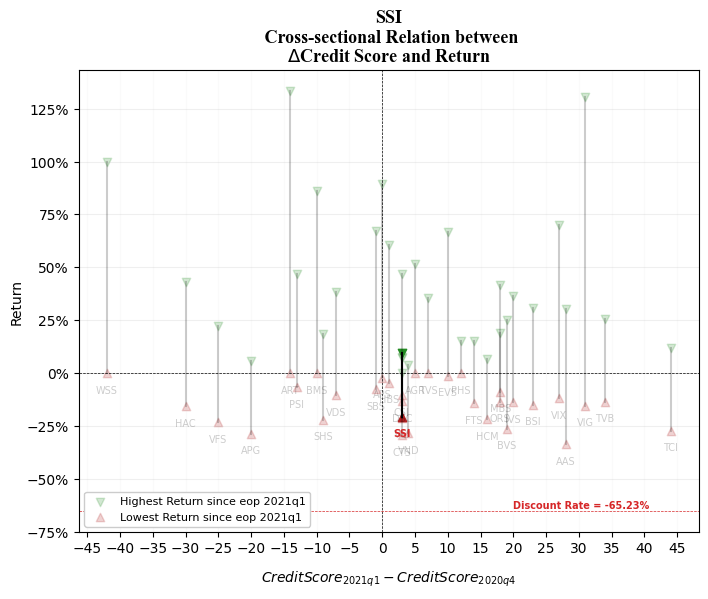 SSI
Cross-sectional Relation between
ΔCredit Score and Return
125%
100%
75%
50%
25%
0%
−25%
−50%
−75%
Return
WSS
HAC
VFS
APG
ART
PSI
BMS
SHS
VDS
SBS
AGR
TVS
EVS
PHS
SSI
CTS
VND
FTS
HCM
MBS
ORS
IVS
BVS
BSI
VIX
AAS
VIG
TVB
TCI
Discount Rate = -65.23%
Highest Return since eop 2021q1
Lowest Return since eop 2021q1
−45 −40 −35 −30 −25 −20 −15 −10 −5 0 5 10 15 20 25 30 35 40 45
CreditScore2021q1 − CreditScore2020q4